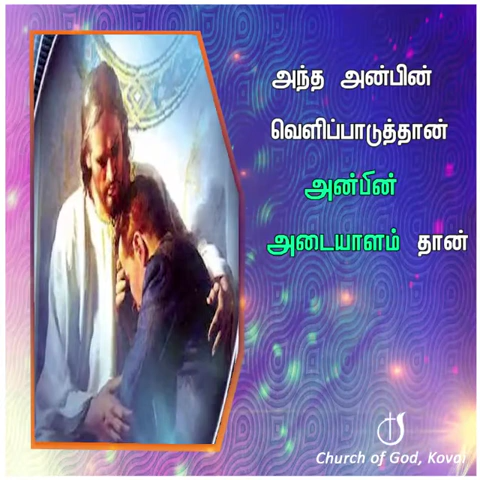 அந்த அன்பின்
வெளிப்பாடுத்தான்
அன்பின்
அடையாளம் தான்
Church of God, Kovai